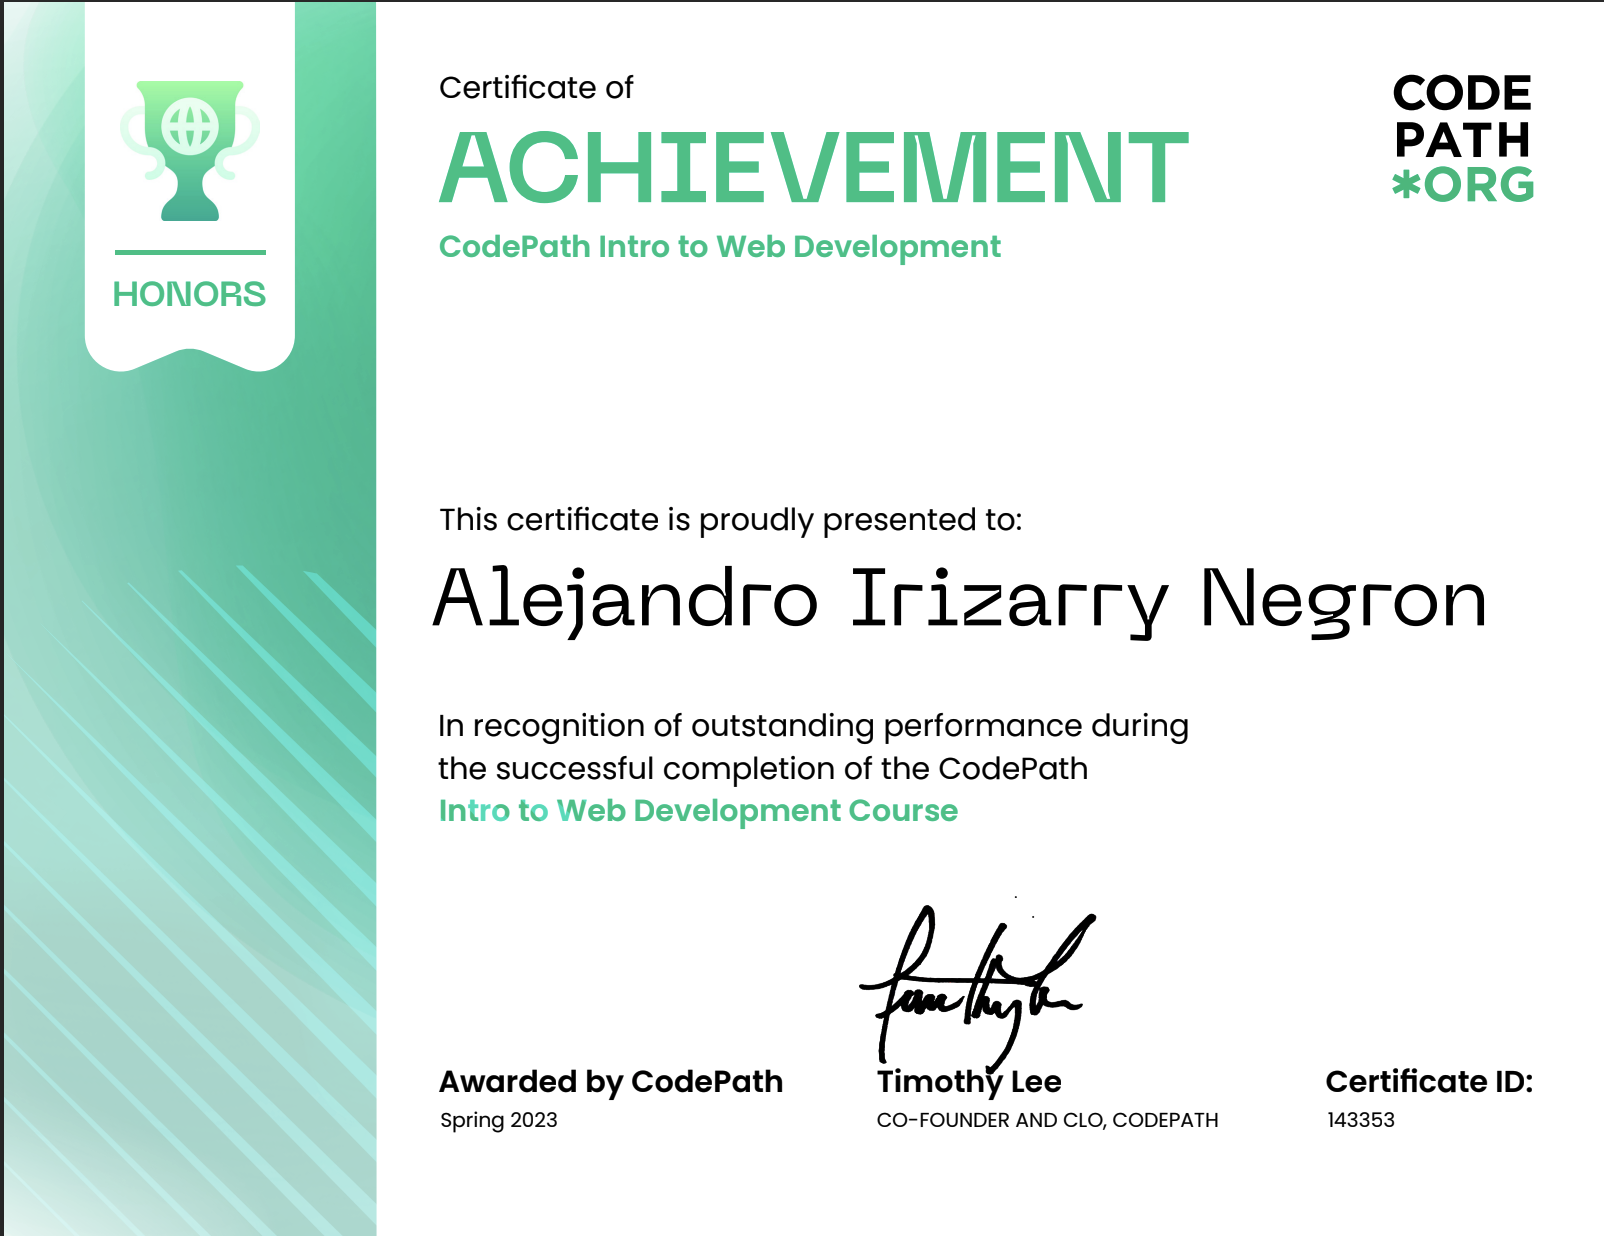 HONORS
Certificate of
ACHIEVEMENT
CodePath Intro to Web Development
CODE
PATH
*ORG
This certificate is proudly presented to:
Alejandro Irizarry Negron
In recognition of outstanding performance during
the successful completion of the CodePath
Intro to Web Development Course
Awarded by CodePath
Spring 2023
Timothy Lee
CO-FOUNDER AND CLO, CODEPATH
Certificate ID:
143353